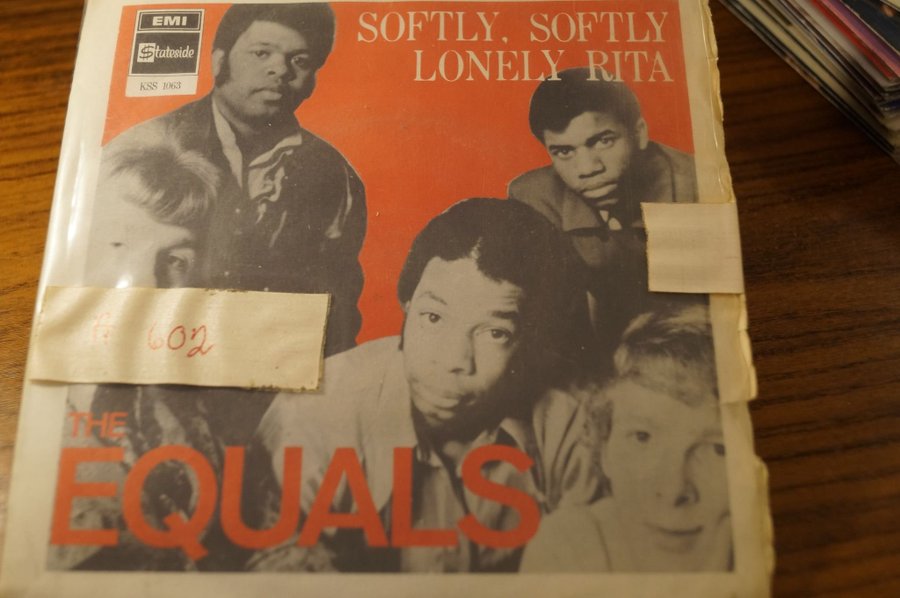 EMI
Stateside
KSS 1063
SOFTLY, SOFTLY
LONELY RITA
602
THE
EQUALS